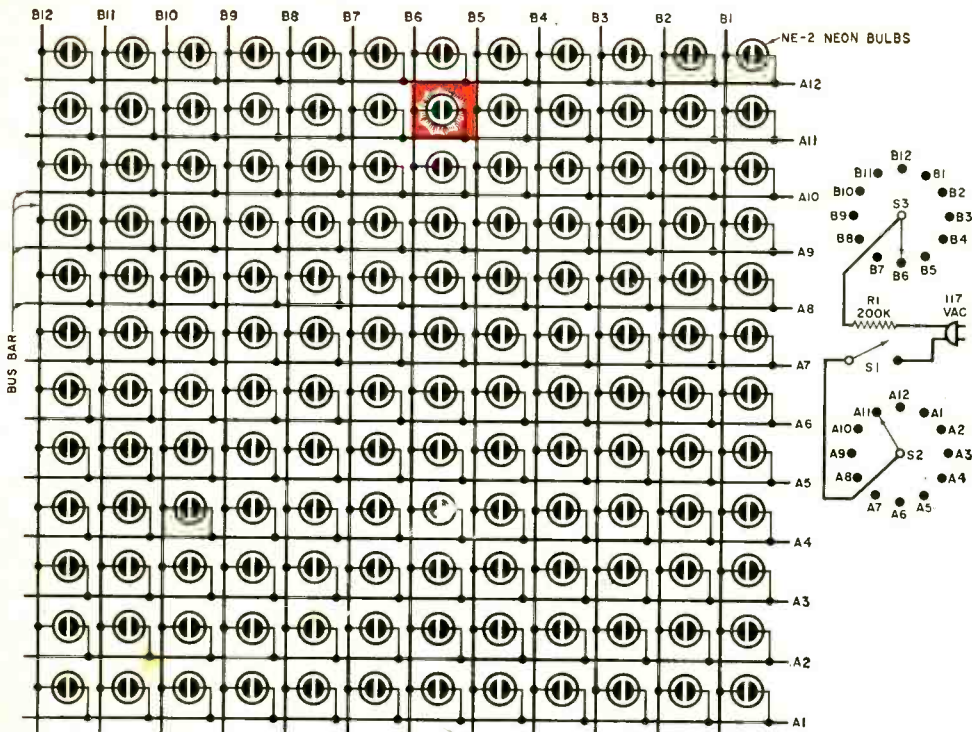 B12 B11 B10 B9 B8 B7 B6 B5 B4 B3 B2 B1
NE-2 NEON BULBS
A12
A11
A10
A9
A8
A7
A6
A5
A4
A3
A2
A1
BUS BAR
B12
B11 B1
B10 B2
S3
B9 B3
B8 B4
B7 B5
B6
R1 117
200K VAC
S1
A12
A11 A1
A10 A2
A9 S2 A3
A8 A4
A7 A5
A6